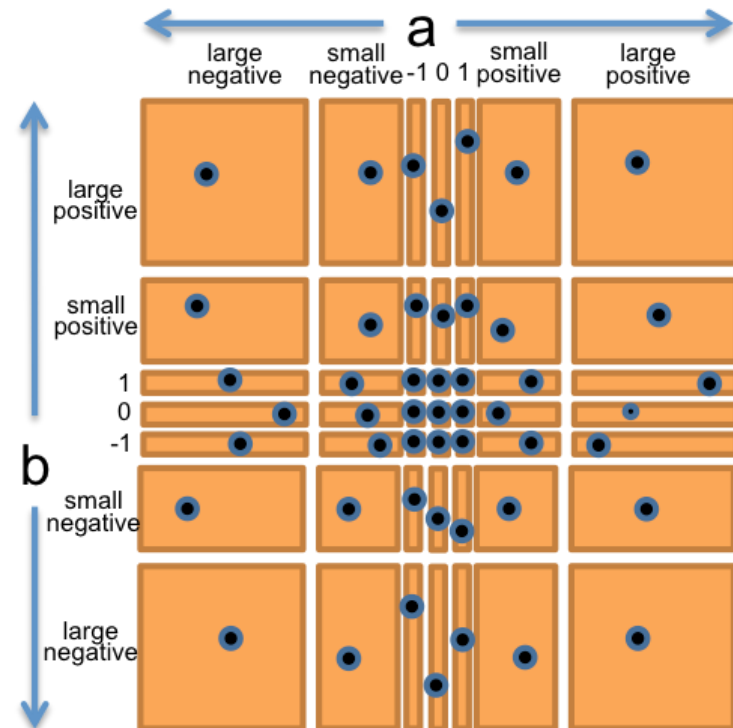 a
large
negative
small
negative
-1 0 1
small
positive
large
positive
large
positive
small
positive
1
0
-1
b
small
negative
large
negative